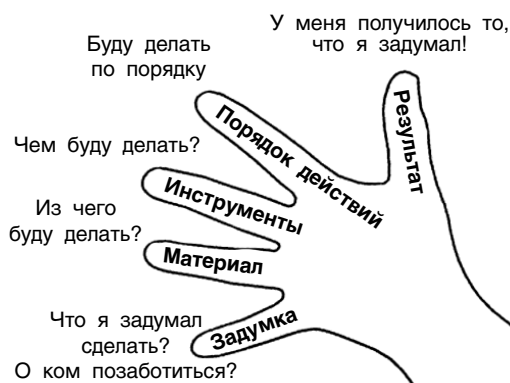 У меня получилось то,
что я задумал!
Результат
Буду делать
по порядку
Порядок действий
Чем буду делать?
Инструменты
Из чего
буду делать?
Материал
Что я задумал
сделать?
О ком позаботиться?
Задумка